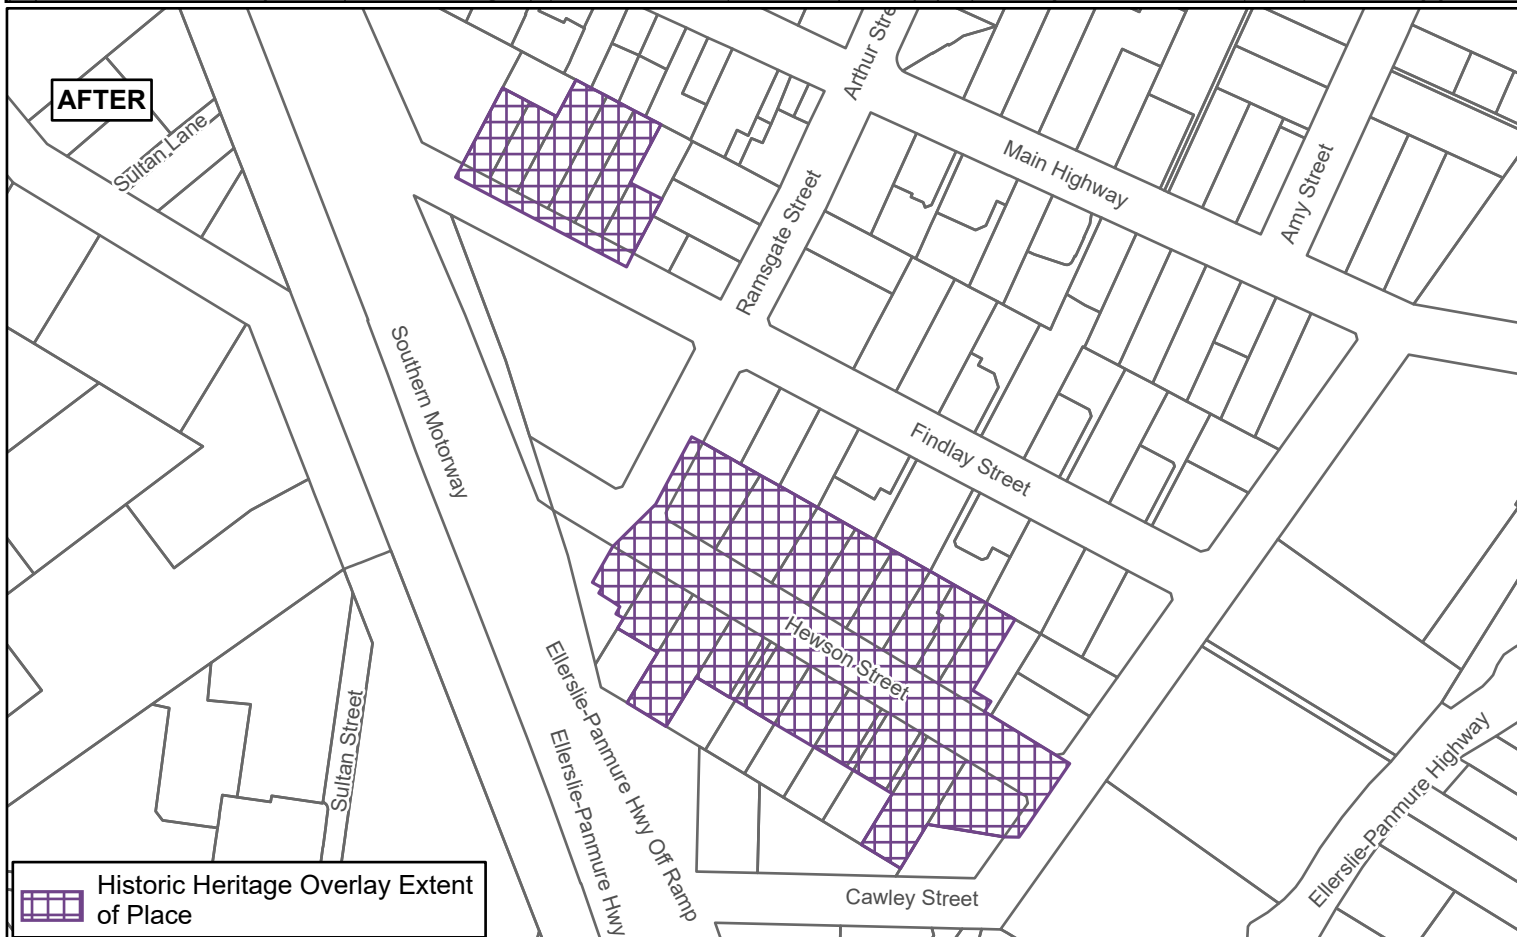 AFTER
Sultan Lane
Arthur Stre
Main Highway
Amy Street
Ramsgate Street
Southern Motorway
Findlay Street
Hewson Street
Ellerslie-Panmure Hwy Off Ramp
Ellerslie-Panmure Hwy
Sultan Street
Ellerslie-Panmure Highway
Cawley Street
Historic Heritage Overlay Extent
of Place